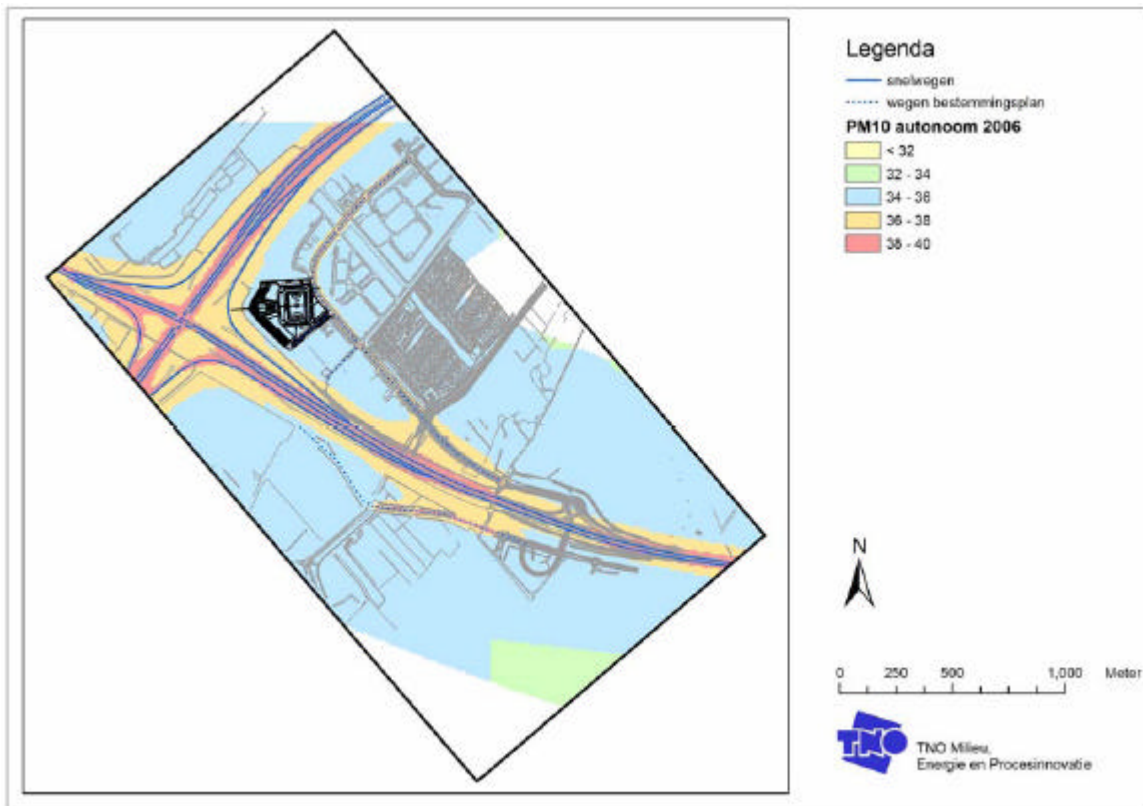 Legenda
snelwegen
wegen bestemmingsplan
PM10 autonoom 2006
< 32
32 - 34
34 - 36
36 - 38
38 - 40
N
0 250 500 1,000 Meter
TNO
TNO Milieu,
Energie en Procesinnovatie